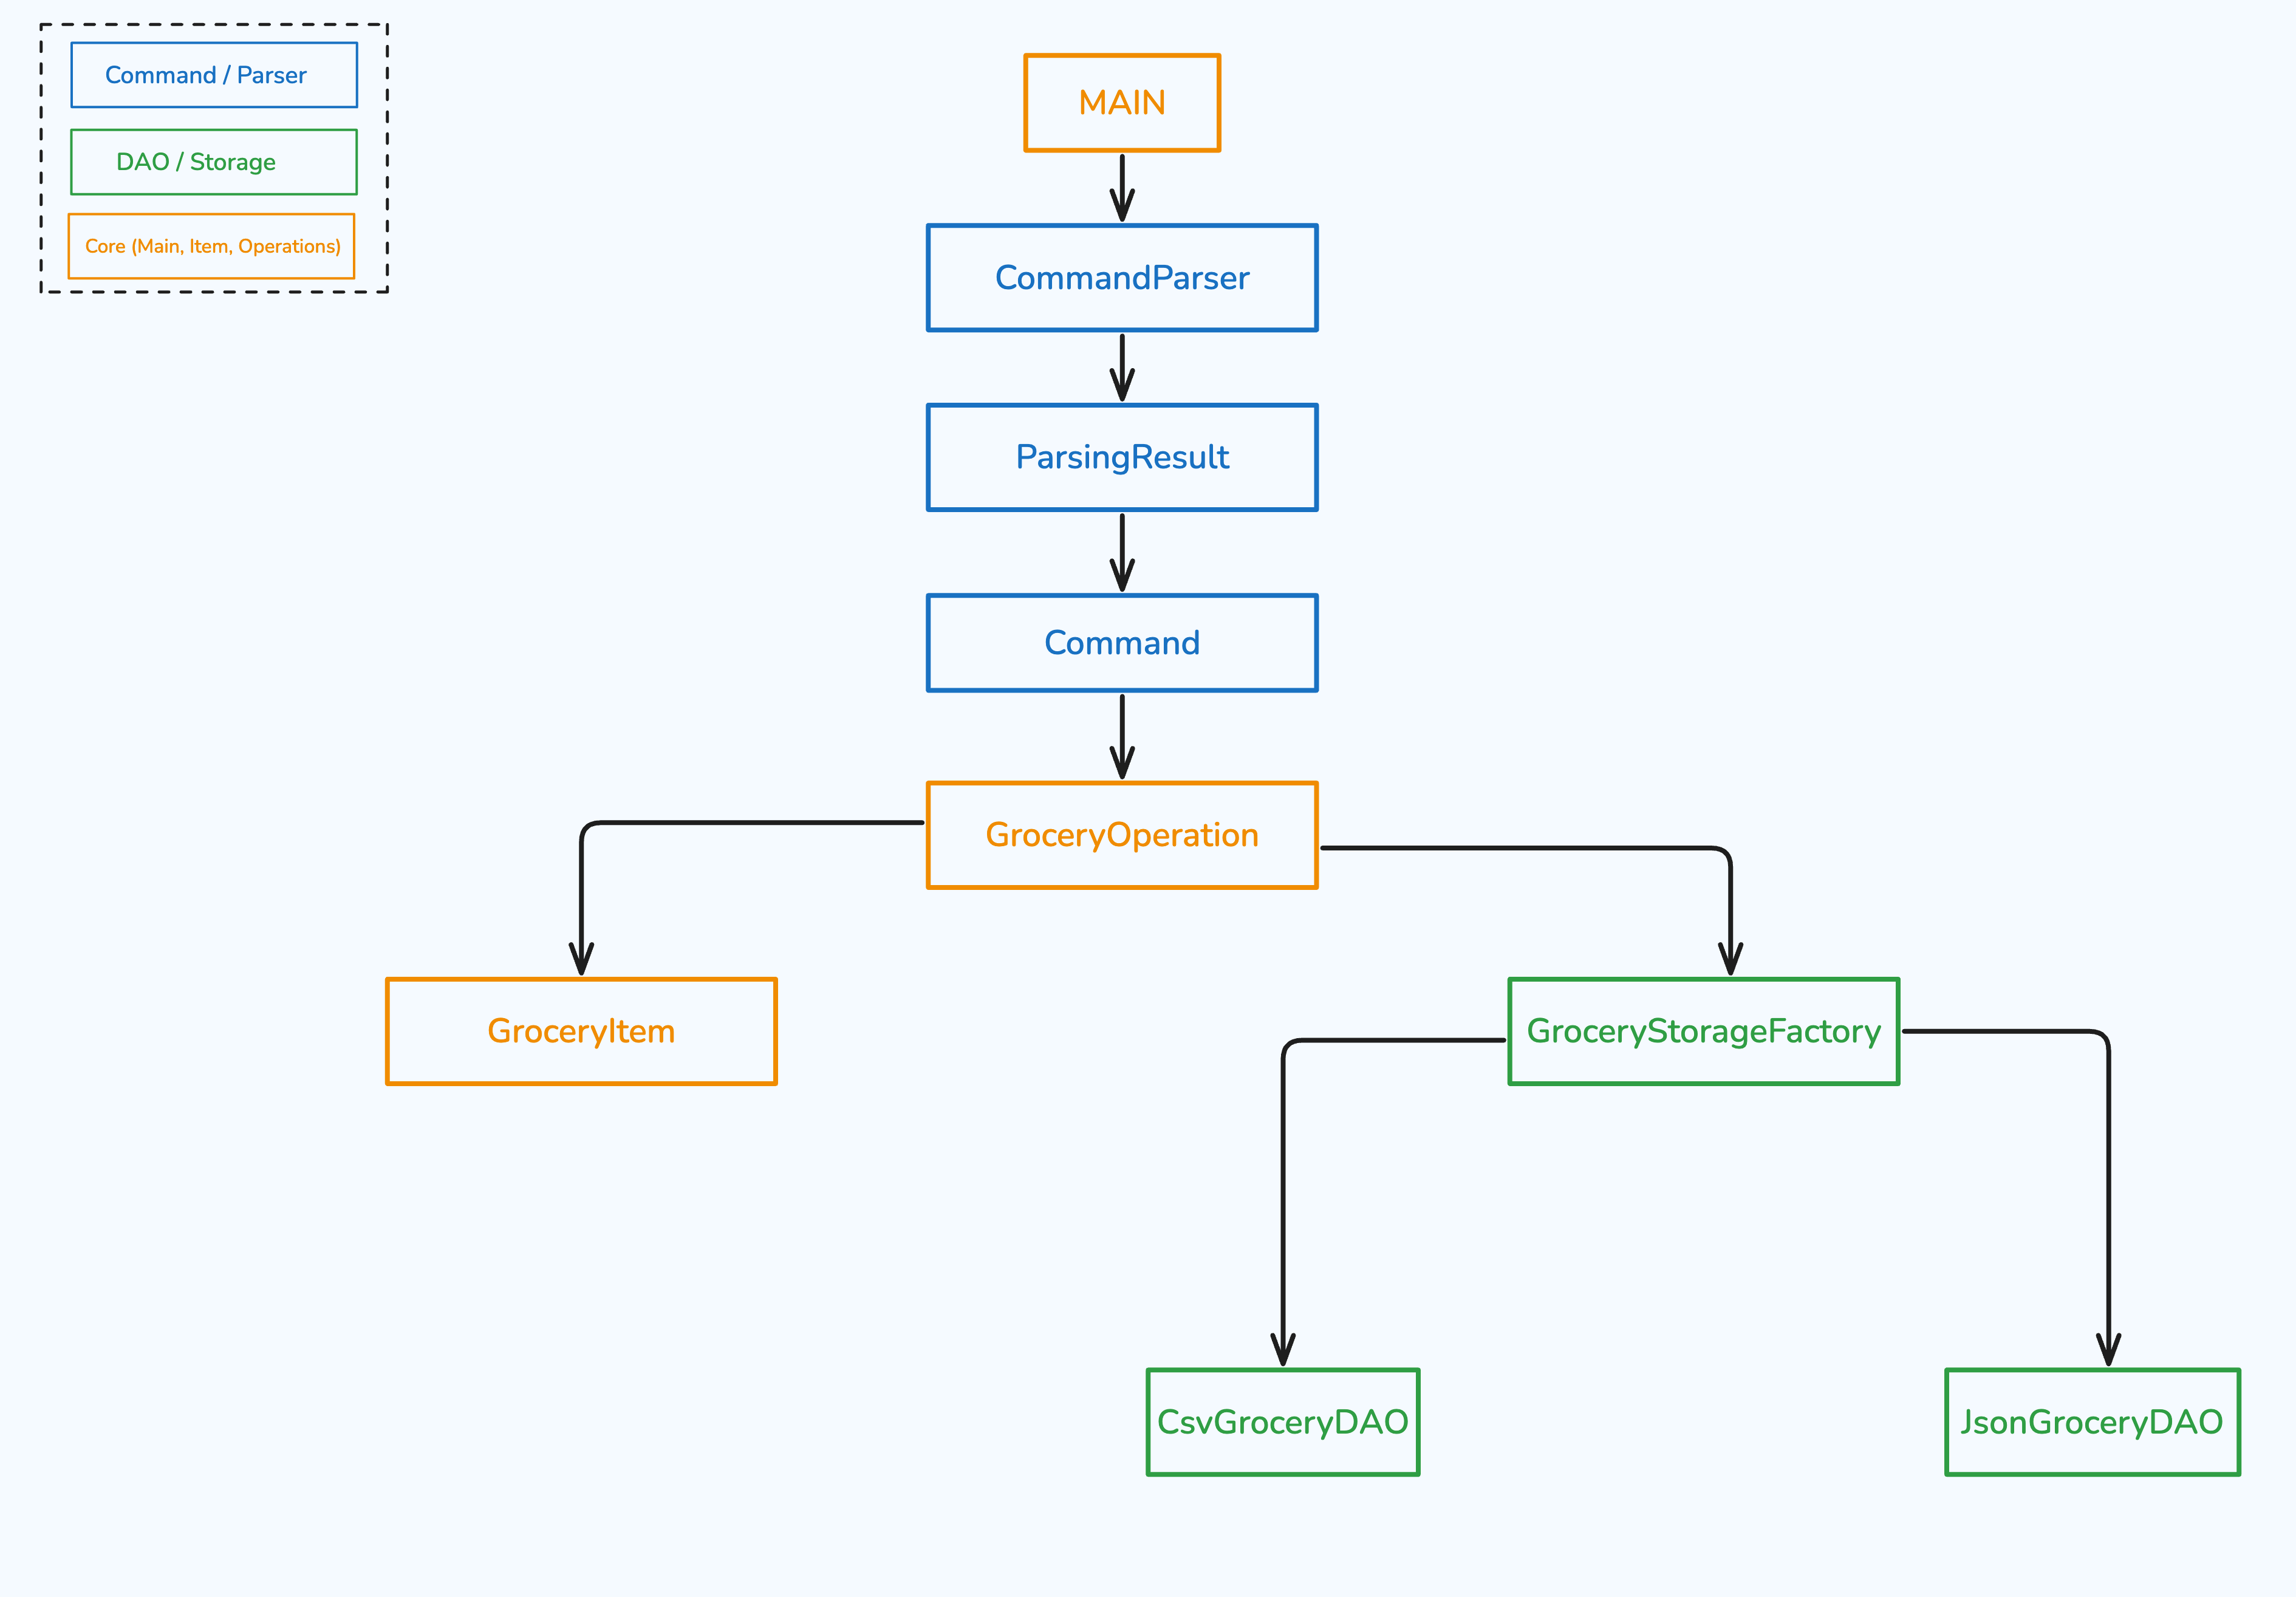 Command / Parser
DAO / Storage
Core (Main, Item, Operations)
MAIN
CommandParser
ParsingResult
Command
GroceryOperation
GroceryItem
GroceryStorageFactory
CsvGroceryDAO
JsonGroceryDAO